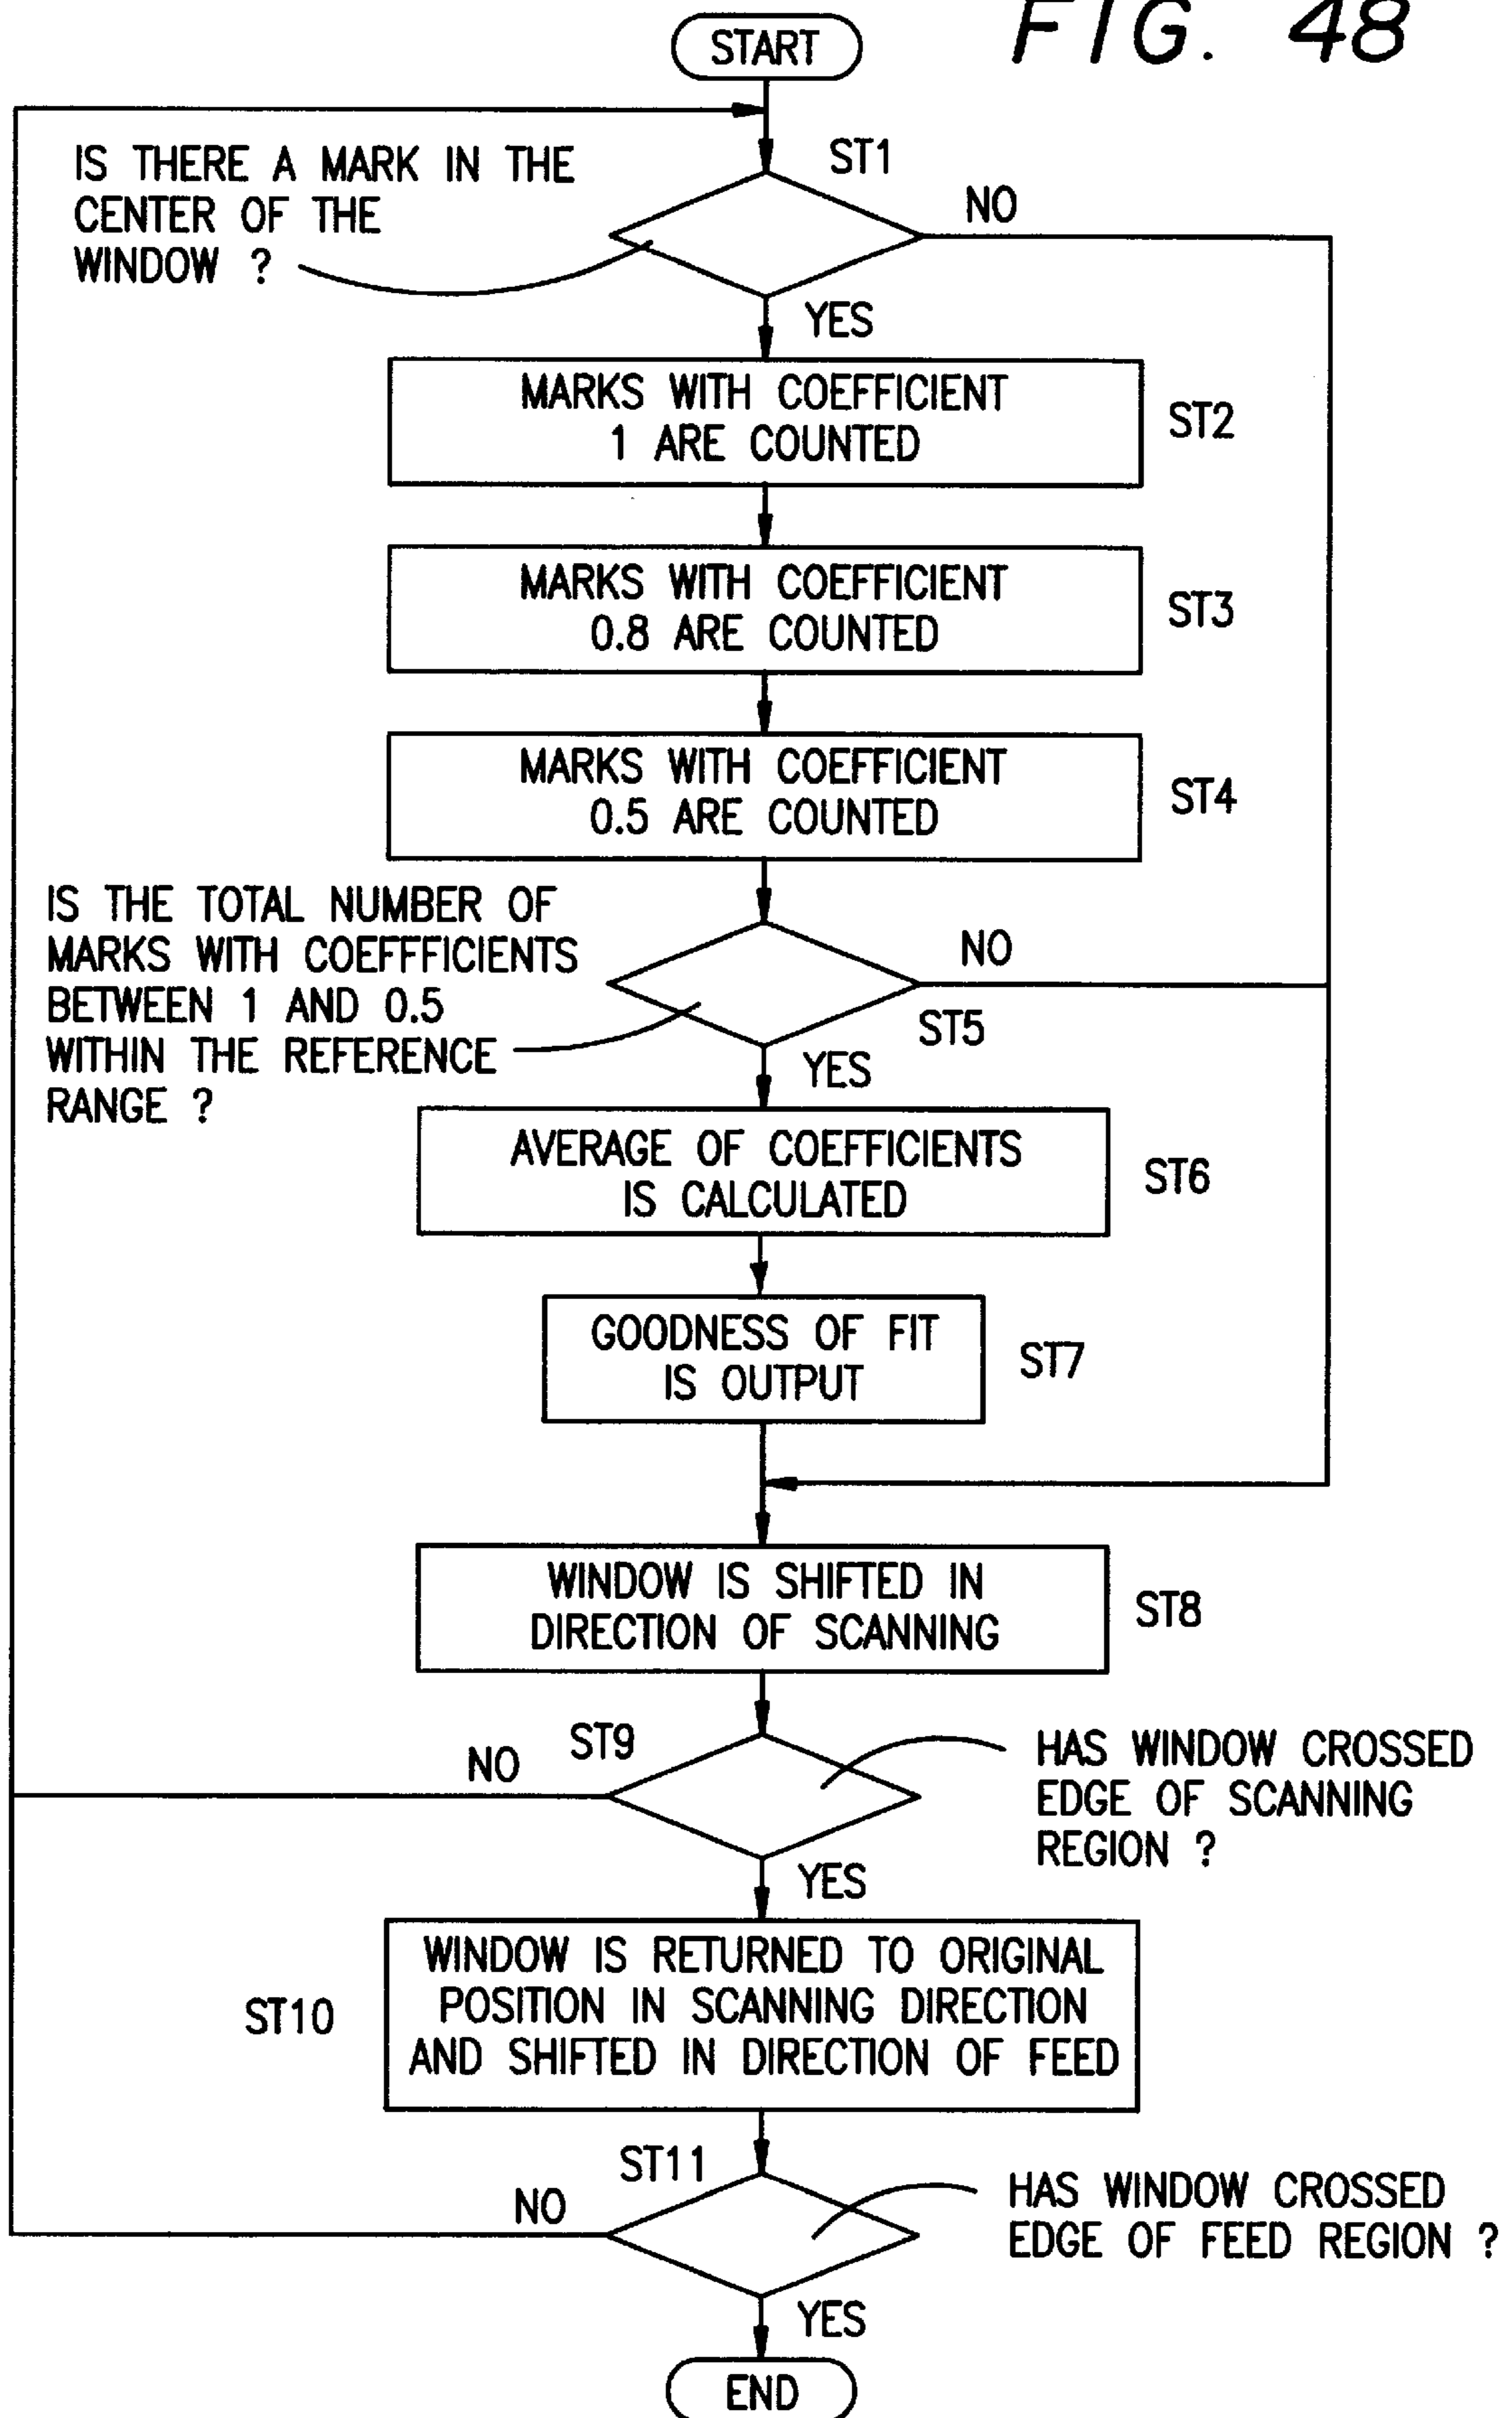 FIG. 48
START
IS THERE A MARK IN THE
CENTER OF THE
WINDOW ?
ST1
NO
YES
MARKS WITH COEFFICIENT
1 ARE COUNTED
ST2
MARKS WITH COEFFICIENT
0.8 ARE COUNTED
ST3
MARKS WITH COEFFICIENT
0.5 ARE COUNTED
ST4
IS THE TOTAL NUMBER OF
MARKS WITH COEFFFICIENTS
BETWEEN 1 AND 0.5
WITHIN THE REFERENCE
RANGE ?
NO
ST5
YES
AVERAGE OF COEFFICIENTS
IS CALCULATED
ST6
GOODNESS OF FIT
IS OUTPUT
ST7
WINDOW IS SHIFTED IN
DIRECTION OF SCANNING
ST8
ST9
NO
HAS WINDOW CROSSED
EDGE OF SCANNING
REGION ?
YES
WINDOW IS RETURNED TO ORIGINAL
POSITION IN SCANNING DIRECTION
AND SHIFTED IN DIRECTION OF FEED
ST10
ST11
NO
HAS WINDOW CROSSED
EDGE OF FEED REGION ?
YES
END